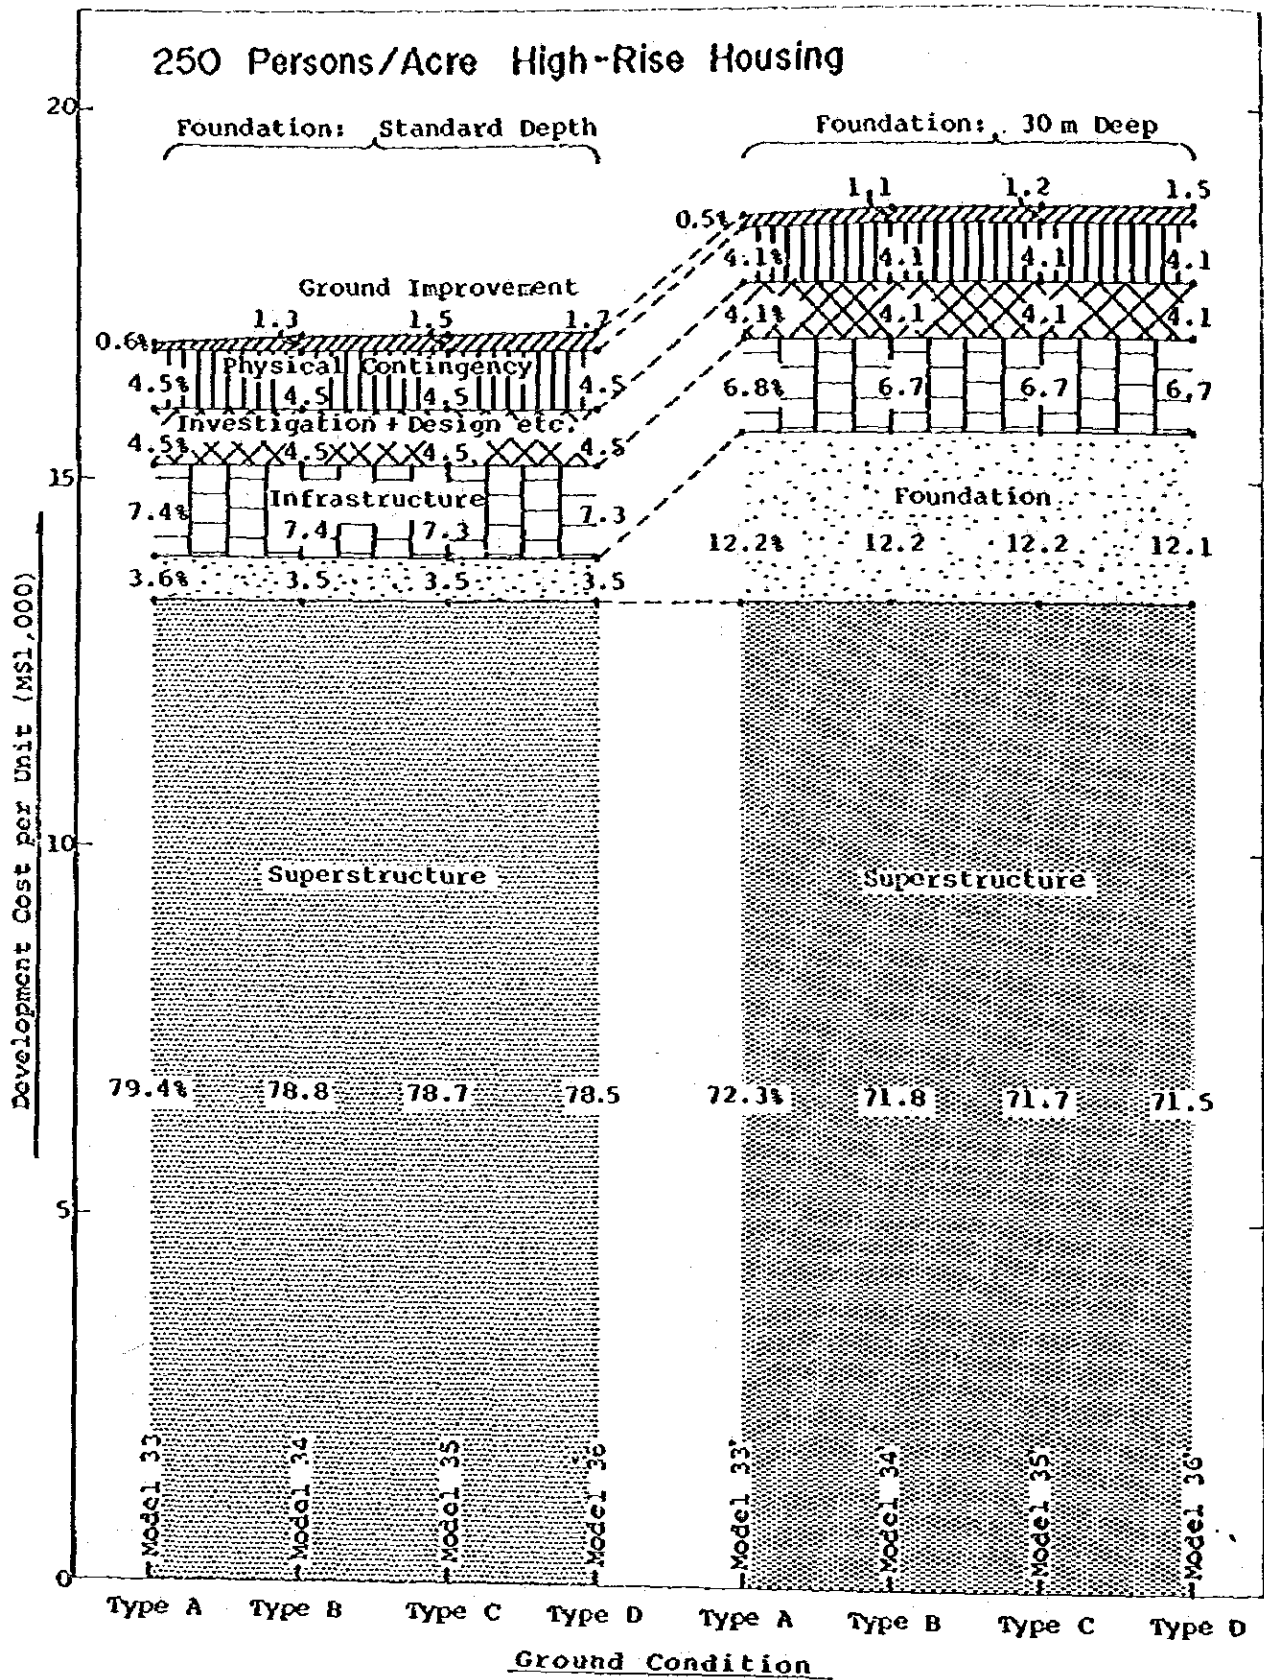 250 Persons/Acre High-Rise Housing
20
Foundation: Standard Depth
Foundation: 30 m Deep
1.1 1.2 1.5
0.5%
4.1% 4.1 4.1 4.1
Ground Improvement
1.3 1.5 1.7
4.1% 4.1 4.1 4.1
0.6%
Physical Contingency
4.5% 4.5 4.5 4.5
6.8% 6.7 6.7 6.7
Investigation + Design etc.
4.5% 4.5 4.5 4.5
15
Infrastructure
Foundation
7.4% 7.4 7.3 7.3
12.2% 12.2 12.2 12.1
3.6% 3.5 3.5 3.5
Development Cost per Unit (M$1,000)
10
Superstructure
Superstructure
79.4% 78.8 78.7 78.5
72.3% 71.8 71.7 71.5
5
Model 33
Model 34
Model 35
Model 36
Model 33'
Model 34'
Model 35'
Model 36'
0
Type A Type B Type C Type D Type A Type B Type C Type D
Ground Condition